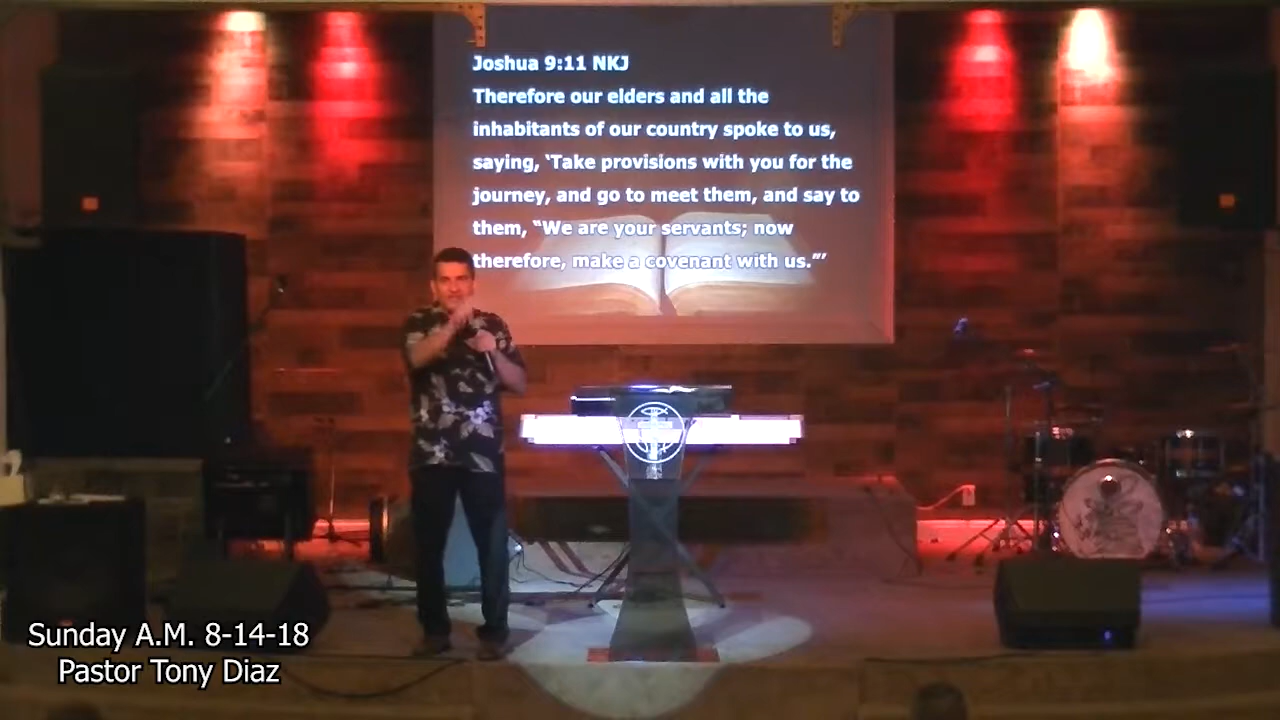 Joshua 9:11 NKJ
Therefore our elders and all the
inhabitants of our country spoke to us,
saying, ‘Take provisions with you for the
journey, and go to meet them, and say to
them, “We are your servants; now
therefore, make a covenant with us.”’
Sunday A.M. 8-14-18
Pastor Tony Diaz